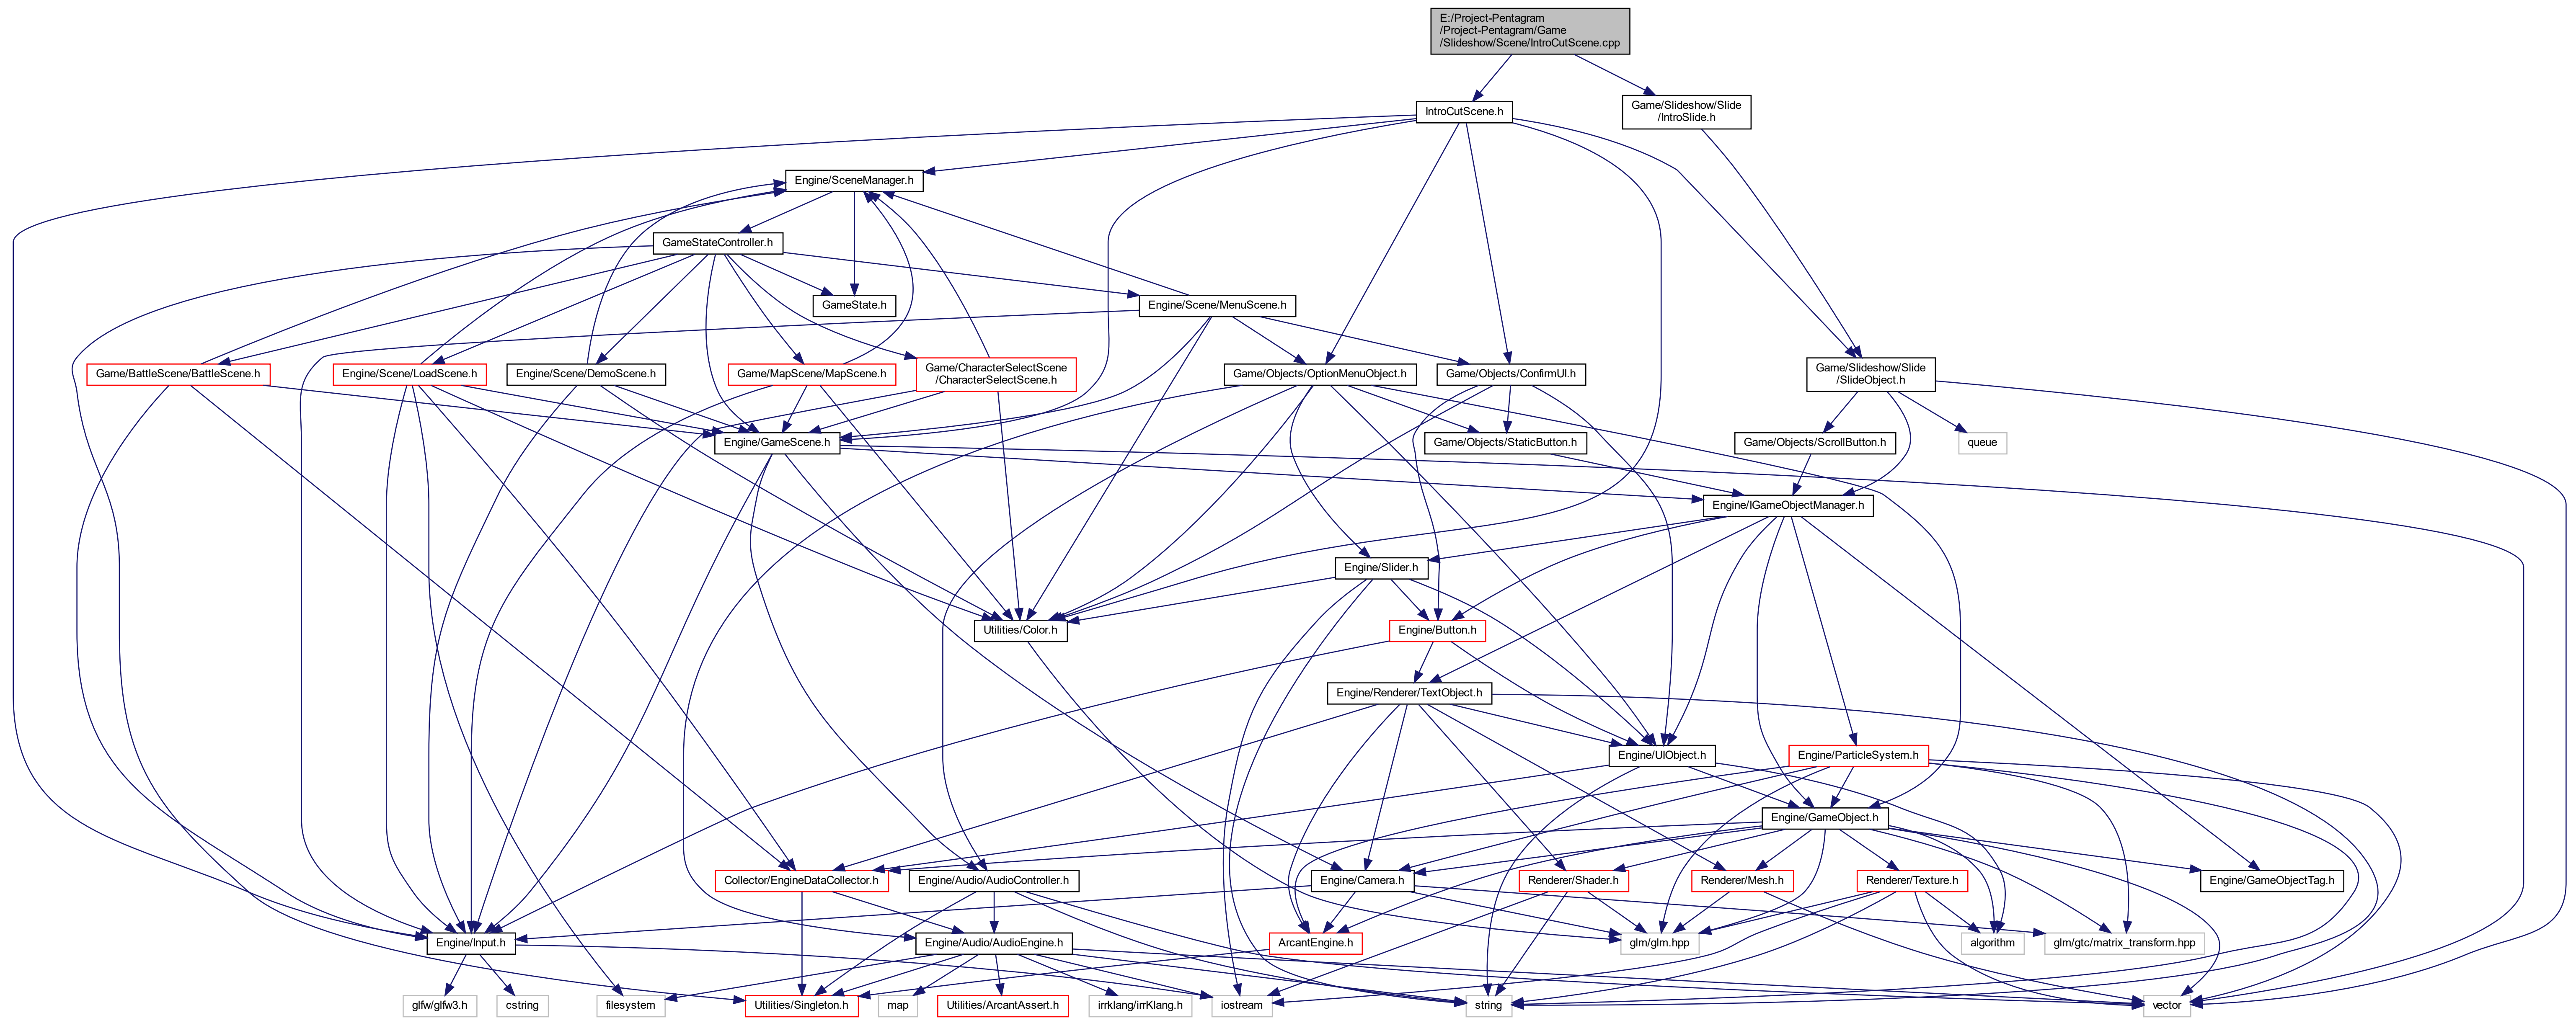 E:/Project-Pentagram
/Project-Pentagram/Game
/Slideshow/Scene/IntroCutScene.cpp
IntroCutScene.h
Game/Slideshow/Slide
/IntroSlide.h
Engine/SceneManager.h
GameStateController.h
GameState.h
Engine/Scene/MenuScene.h
Game/BattleScene/BattleScene.h
Engine/Scene/LoadScene.h
Engine/Scene/DemoScene.h
Game/MapScene/MapScene.h
Game/CharacterSelectScene
/CharacterSelectScene.h
Game/Objects/OptionMenuObject.h
Game/Objects/ConfirmUI.h
Game/Slideshow/Slide
/SlideObject.h
Engine/GameScene.h
Game/Objects/StaticButton.h
Game/Objects/ScrollButton.h
queue
Engine/IGameObjectManager.h
Engine/Slider.h
Utilities/Color.h
Engine/Button.h
Engine/Renderer/TextObject.h
Engine/UIObject.h
Engine/ParticleSystem.h
Engine/GameObject.h
Collector/EngineDataCollector.h
Engine/Audio/AudioController.h
Engine/Camera.h
Renderer/Shader.h
Renderer/Mesh.h
Renderer/Texture.h
Engine/GameObjectTag.h
Engine/Input.h
Engine/Audio/AudioEngine.h
ArcantEngine.h
glm/glm.hpp
algorithm
glm/gtc/matrix_transform.hpp
glfw/glfw3.h
cstring
filesystem
Utilities/Singleton.h
map
Utilities/ArcantAssert.h
irrklang/irrKlang.h
iostream
string
vector